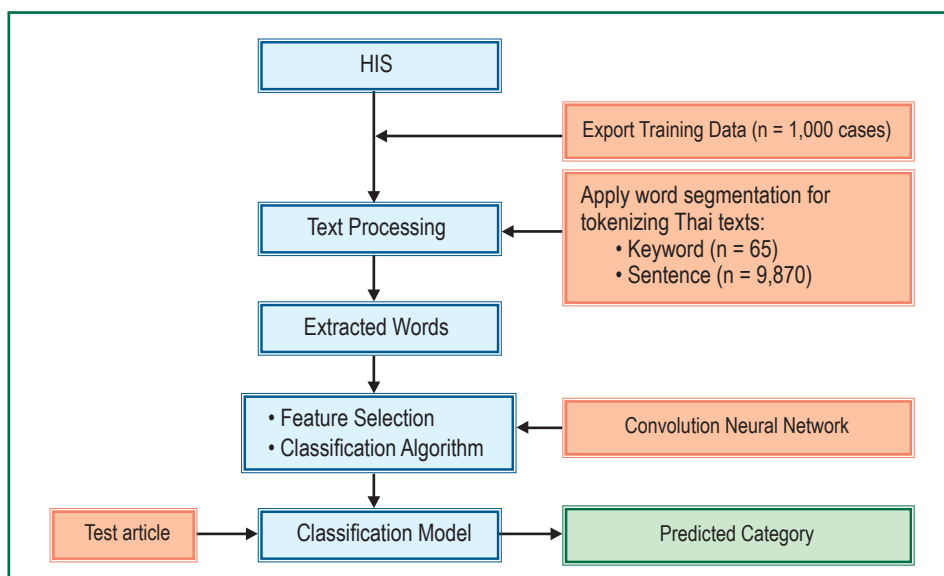 HIS
Export Training Data (n = 1,000 cases)
Apply word segmentation for
tokenizing Thai texts:
• Keyword (n = 65)
• Sentence (n = 9,870)
Text Processing
Extracted Words
• Feature Selection
• Classification Algorithm
Convolution Neural Network
Test article
Classification Model
Predicted Category